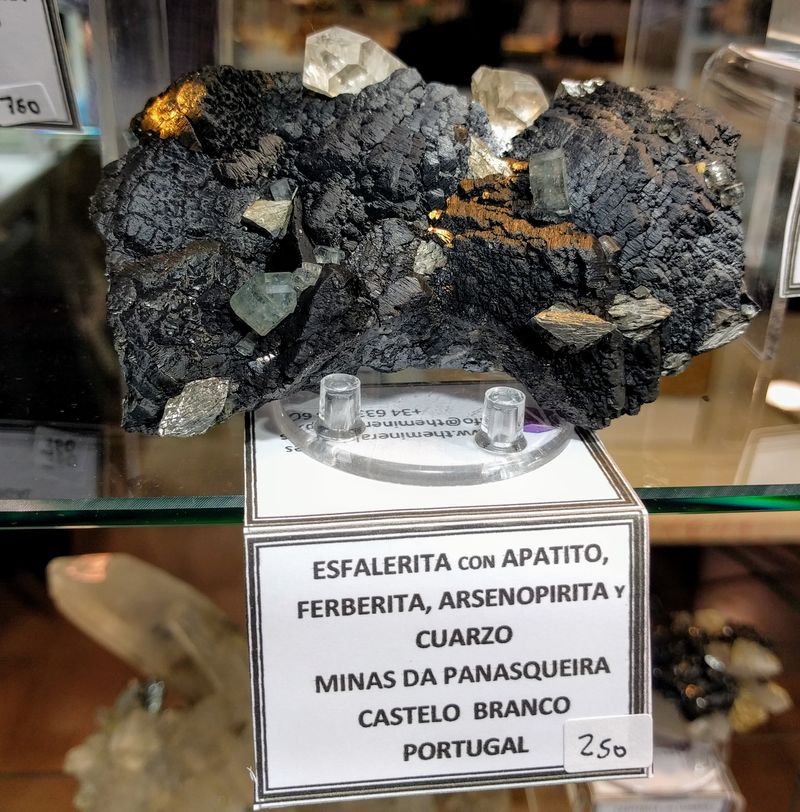 760
ESFALERITA CON APATITO,
FERBERITA, ARSENOPIRITA Y
CUARZO
MINAS DA PANASQUEIRA
CASTELO BRANCO
PORTUGAL
250